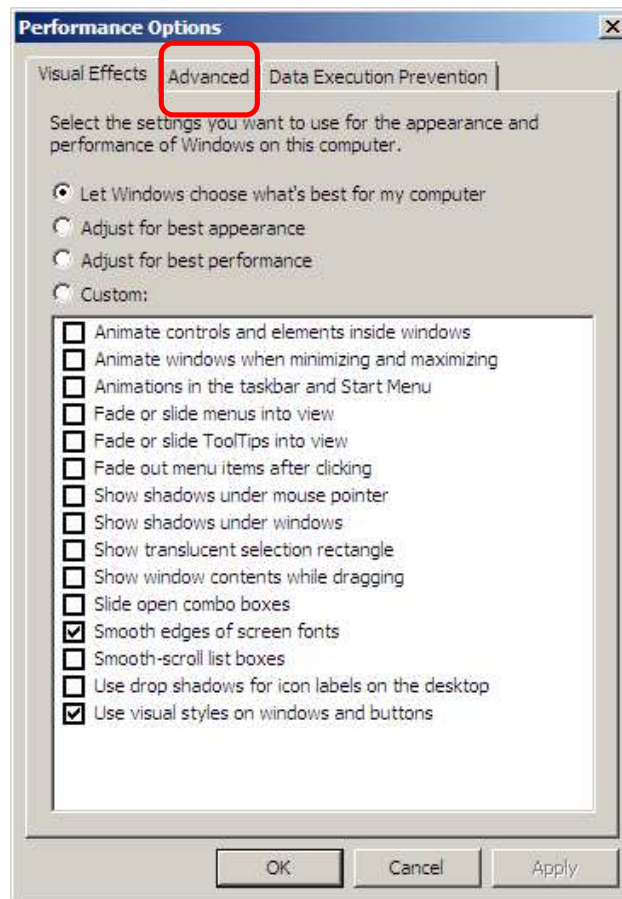 Performance Options
Visual Effects Advanced Data Execution Prevention
Select the settings you want to use for the appearance and
performance of Windows on this computer.
Let Windows choose what's best for my computer
Adjust for best appearance
Adjust for best performance
Custom:
Animate controls and elements inside windows
Animate windows when minimizing and maximizing
Animations in the taskbar and Start Menu
Fade or slide menus into view
Fade or slide ToolTips into view
Fade out menu items after clicking
Show shadows under mouse pointer
Show shadows under windows
Show translucent selection rectangle
Show window contents while dragging
Slide open combo boxes
Smooth edges of screen fonts
Smooth-scroll list boxes
Use drop shadows for icon labels on the desktop
Use visual styles on windows and buttons
OK Cancel Apply